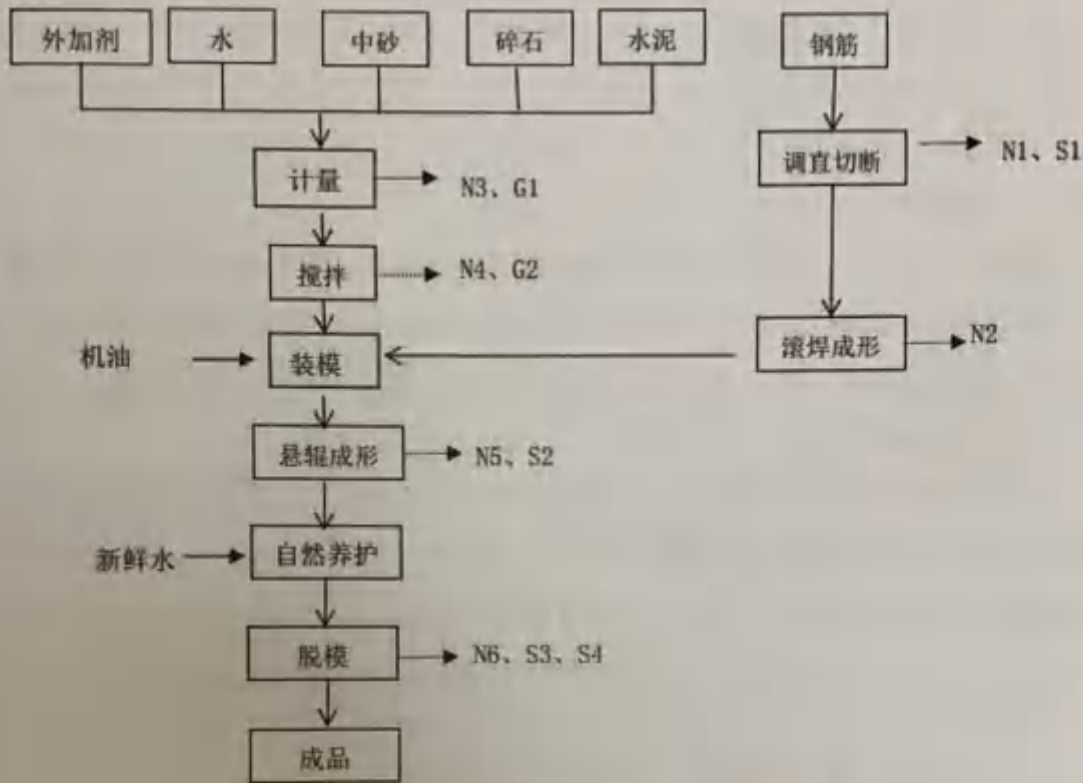 外加剂 水 中砂 碎石 水泥 钢筋
调直切断 N1、S1
计量 N3、G1
搅拌 N4、G2
滚焊成形 N2
机油 装模
悬辊成形 N5、S2
新鲜水 自然养护
脱模 N6、S3、S4
成品